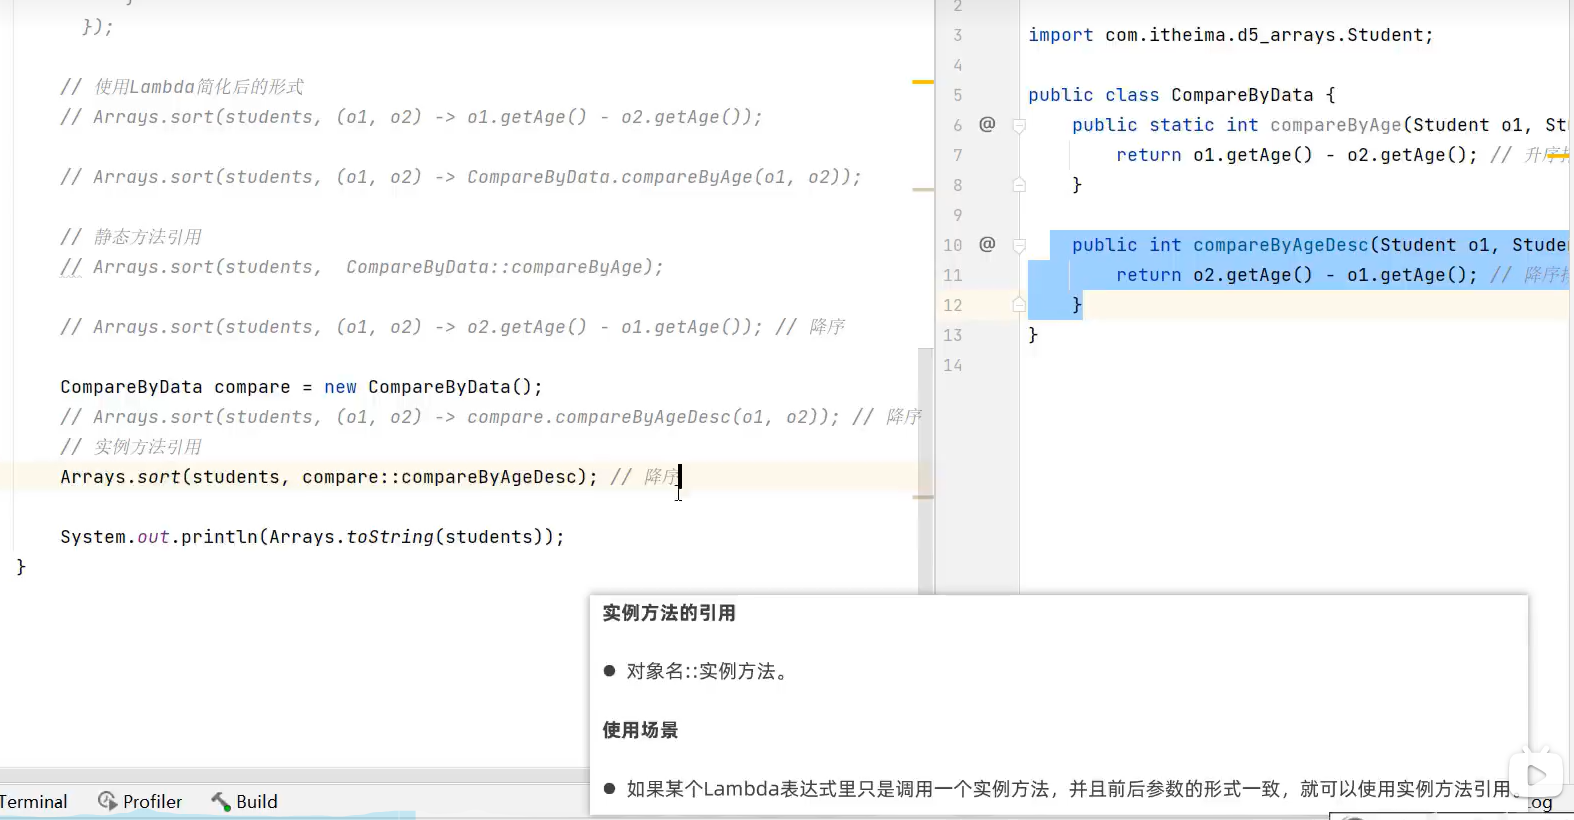 });
// 使用Lambda简化后的形式
// Arrays.sort(students, (o1, o2) -> o1.getAge() - o2.getAge());
// Arrays.sort(students, (o1, o2) -> CompareByData.compareByAge(o1, o2));
// 静态方法引用
// Arrays.sort(students,  CompareByData::compareByAge);
// Arrays.sort(students, (o1, o2) -> o2.getAge() - o1.getAge()); // 降序
CompareByData compare = new CompareByData();
// Arrays.sort(students, (o1, o2) -> compare.compareByAgeDesc(o1, o2)); // 降序
// 实例方法引用
Arrays.sort(students, compare::compareByAgeDesc); // 降序
System.out.println(Arrays.toString(students));
}
2
3 import com.itheima.d5_arrays.Student;
4
5 public class CompareByData {
6 @ public static int compareByAge(Student o1, St
7 return o1.getAge() - o2.getAge(); // 升序
8 }
9
10 @ public int compareByAgeDesc(Student o1, Stude
11 return o2.getAge() - o1.getAge(); // 降序
12 }
13 }
14
实例方法的引用
● 对象名::实例方法。
使用场景
● 如果某个Lambda表达式里只是调用一个实例方法，并且前后参数的形式一致，就可以使用实例方法引用
Terminal Profiler Build